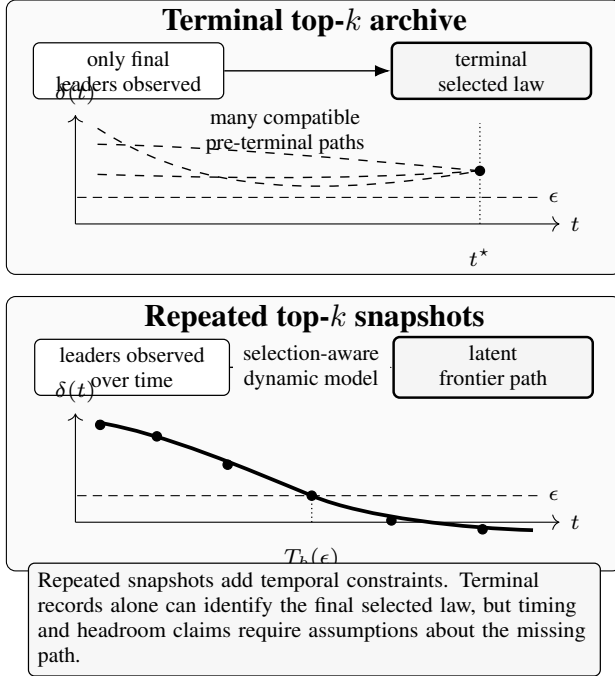 Terminal top-k archive
only final
leaders observed
terminal
selected law
δ(t)
many compatible
pre-terminal paths
ϵ
t
t⋆
Repeated top-k snapshots
leaders observed
over time
selection-aware
dynamic model
latent
frontier path
δ(t)
ϵ
t
T_h(ϵ)
Repeated snapshots add temporal constraints. Terminal
records alone can identify the final selected law, but timing
and headroom claims require assumptions about the missing
path.